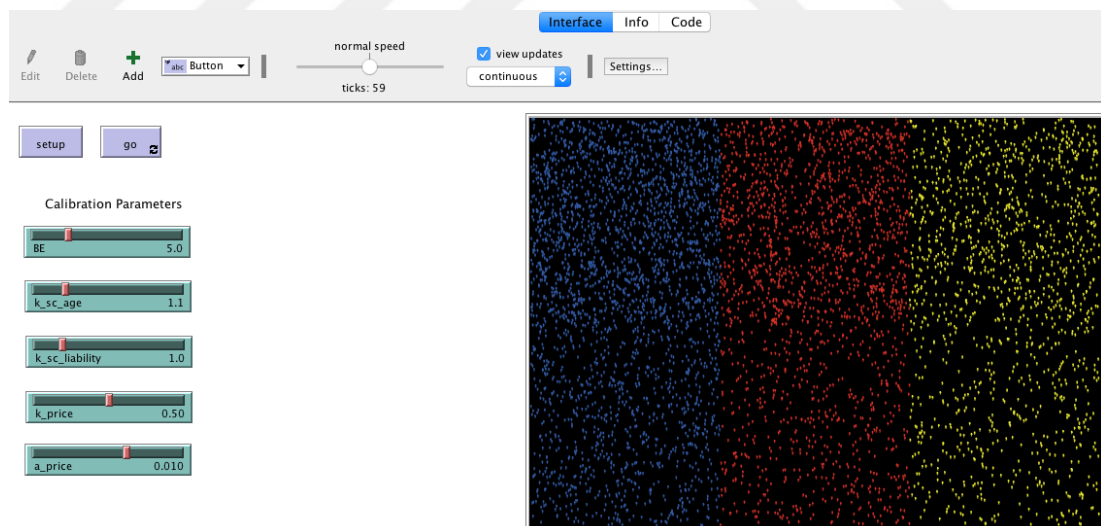 Interface Info Code
normal speed
view updates
Edit Delete Add abc Button continuous Settings...
ticks: 59
setup go
Calibration Parameters
BE 5.0
k_sc_age 1.1
k_sc_liability 1.0
k_price 0.50
a_price 0.010